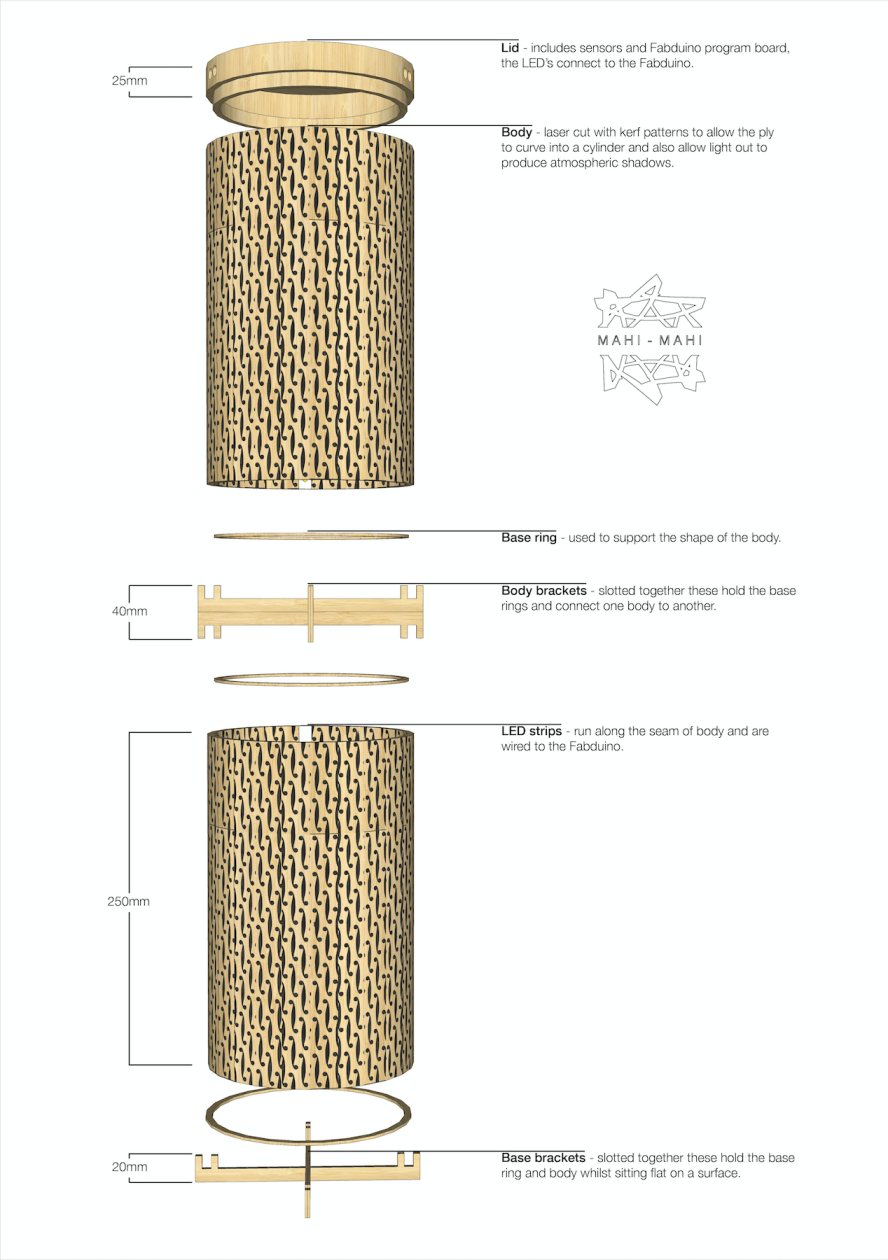 Lid - includes sensors and Fabduino program board,
the LED's connect to the Fabduino.
25mm
Body - laser cut with kerf patterns to allow the ply
to curve into a cylinder and also allow light out to
produce atmospheric shadows.
MAHI - MAHI
Base ring - used to support the shape of the body.
Body brackets - slotted together these hold the base
rings and connect one body to another.
40mm
LED strips - run along the seam of body and are
wired to the Fabduino.
250mm
Base brackets - slotted together these hold the base
ring and body whilst sitting flat on a surface.
20mm